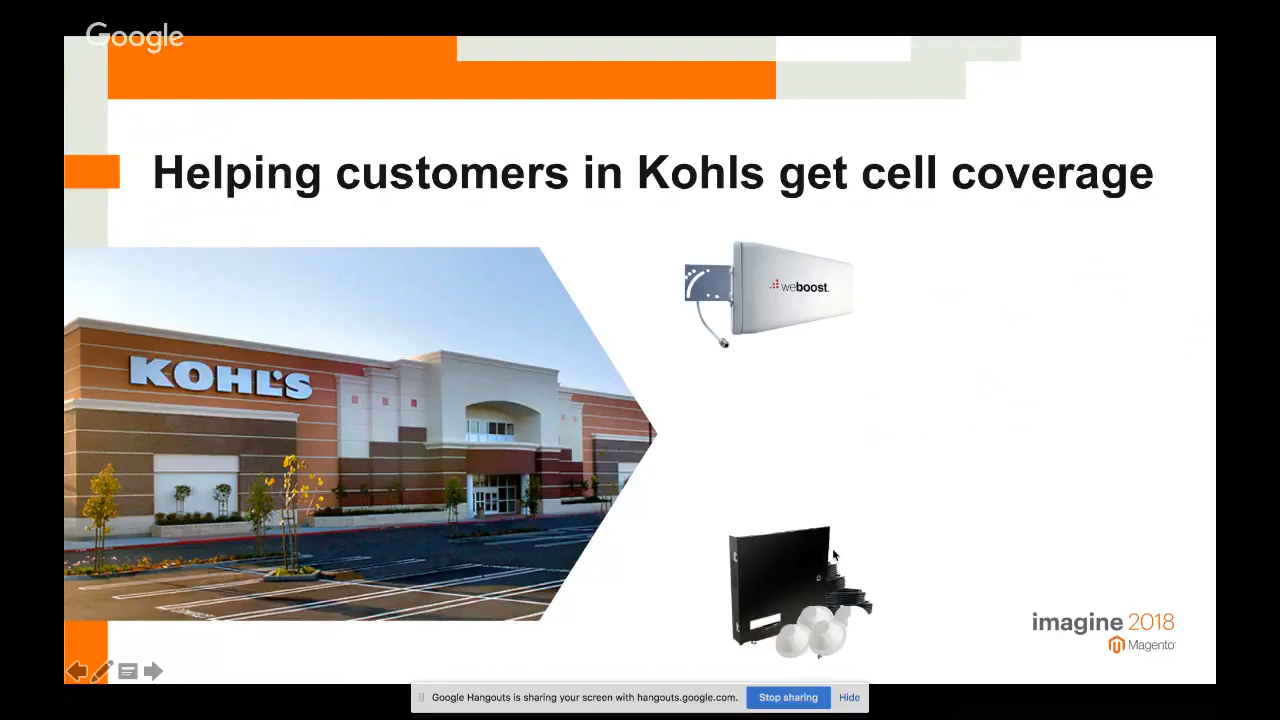 Google
Helping customers in Kohls get cell coverage
weboost.
KOHL'S
imagine 2018
Magento
Google Hangouts is sharing your screen with hangouts.google.com.
Stop sharing
Hide